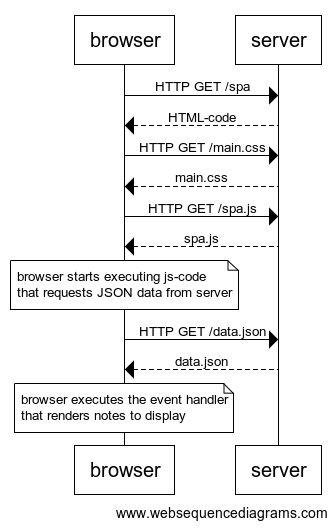 browser server
HTTP GET /spa
HTML-code
HTTP GET /main.css
main.css
HTTP GET /spa.js
spa.js
browser starts executing js-code
that requests JSON data from server
HTTP GET /data.json
data.json
browser executes the event handler
that renders notes to display
browser server
www.websequencediagrams.com